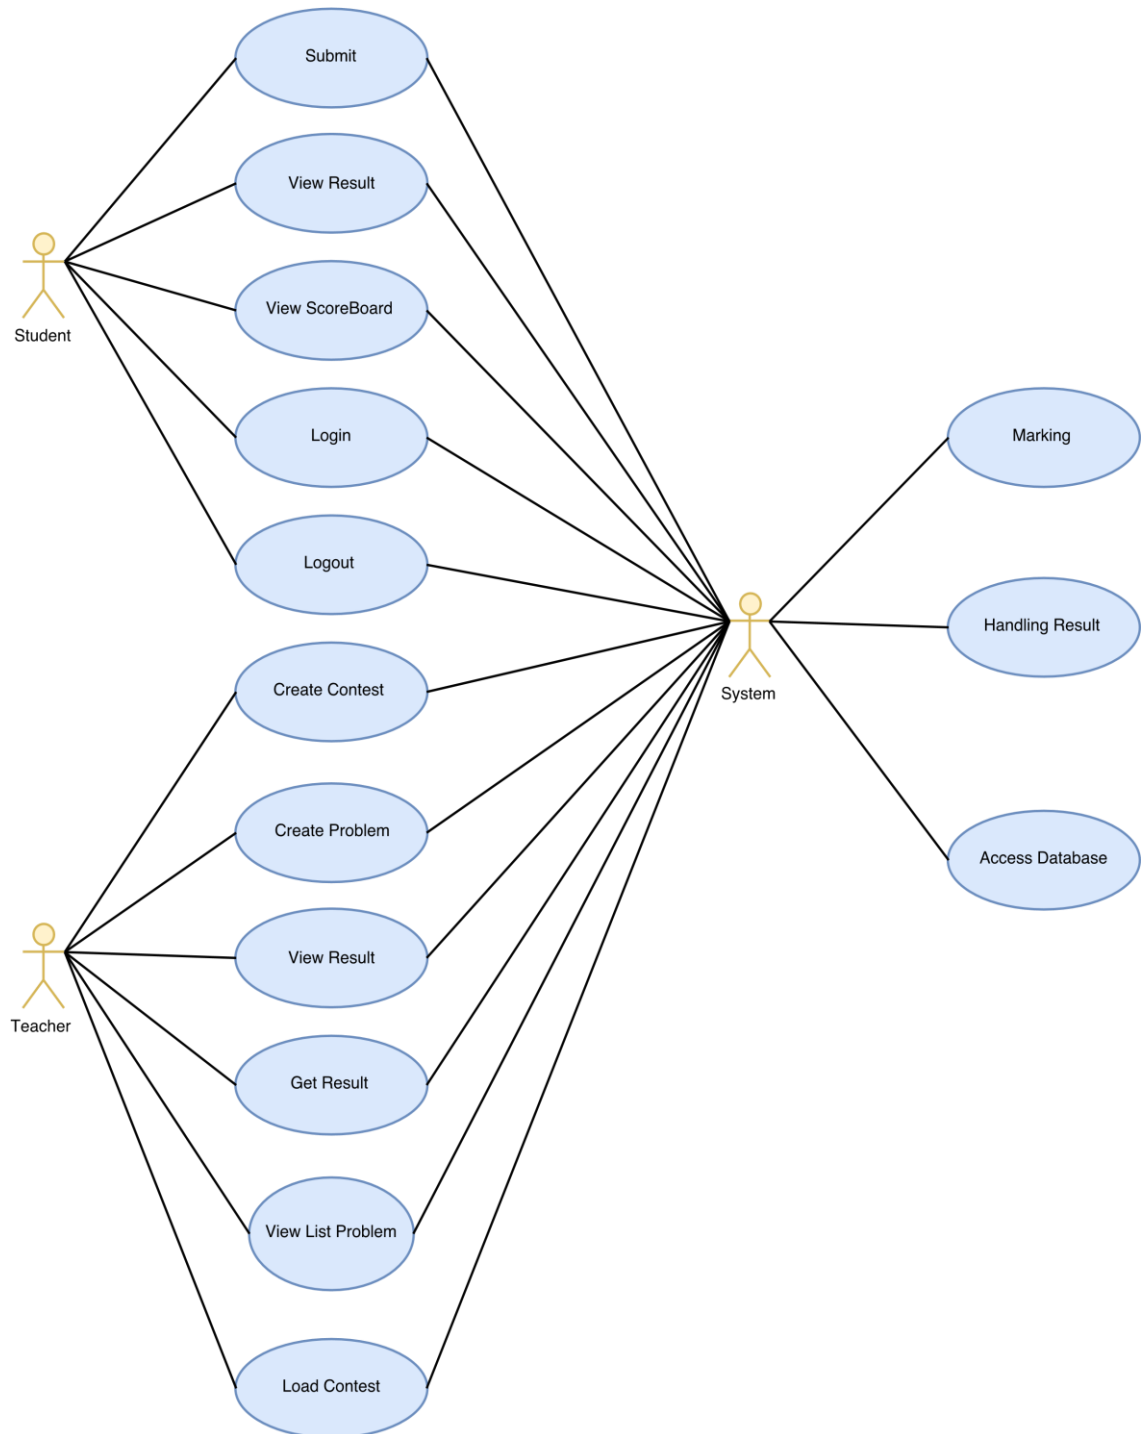 Submit
View Result
View ScoreBoard
Student
Login
Marking
Logout
Handling Result
System
Create Contest
Create Problem
Access Database
View Result
Teacher
Get Result
View List Problem
Load Contest